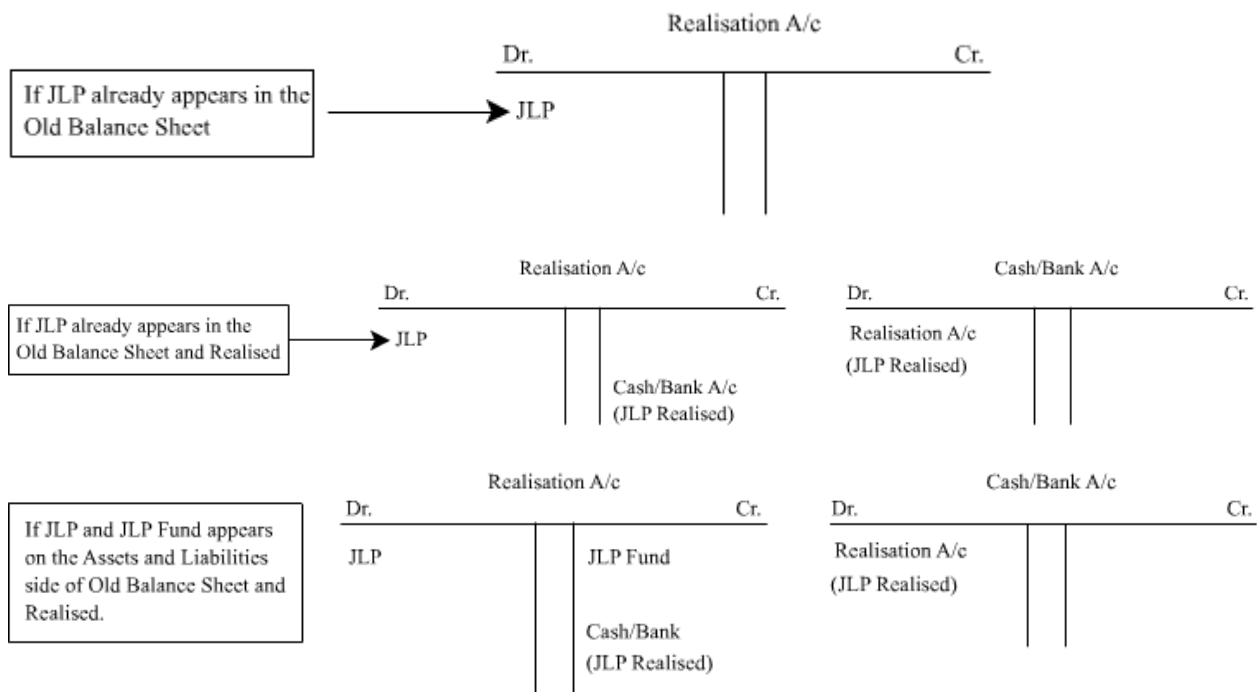 Realisation A/c
Dr. Cr.
If JLP already appears in the
Old Balance Sheet
JLP
Realisation A/c
Dr. Cr.
Cash/Bank A/c
Dr. Cr.
If JLP already appears in the
Old Balance Sheet and Realised
JLP
Cash/Bank A/c
(JLP Realised)
Realisation A/c
(JLP Realised)
Realisation A/c
Dr. Cr.
Cash/Bank A/c
Dr. Cr.
If JLP and JLP Fund appears
on the Assets and Liabilities
side of Old Balance Sheet and
Realised.
JLP
JLP Fund
Cash/Bank
(JLP Realised)
Realisation A/c
(JLP Realised)